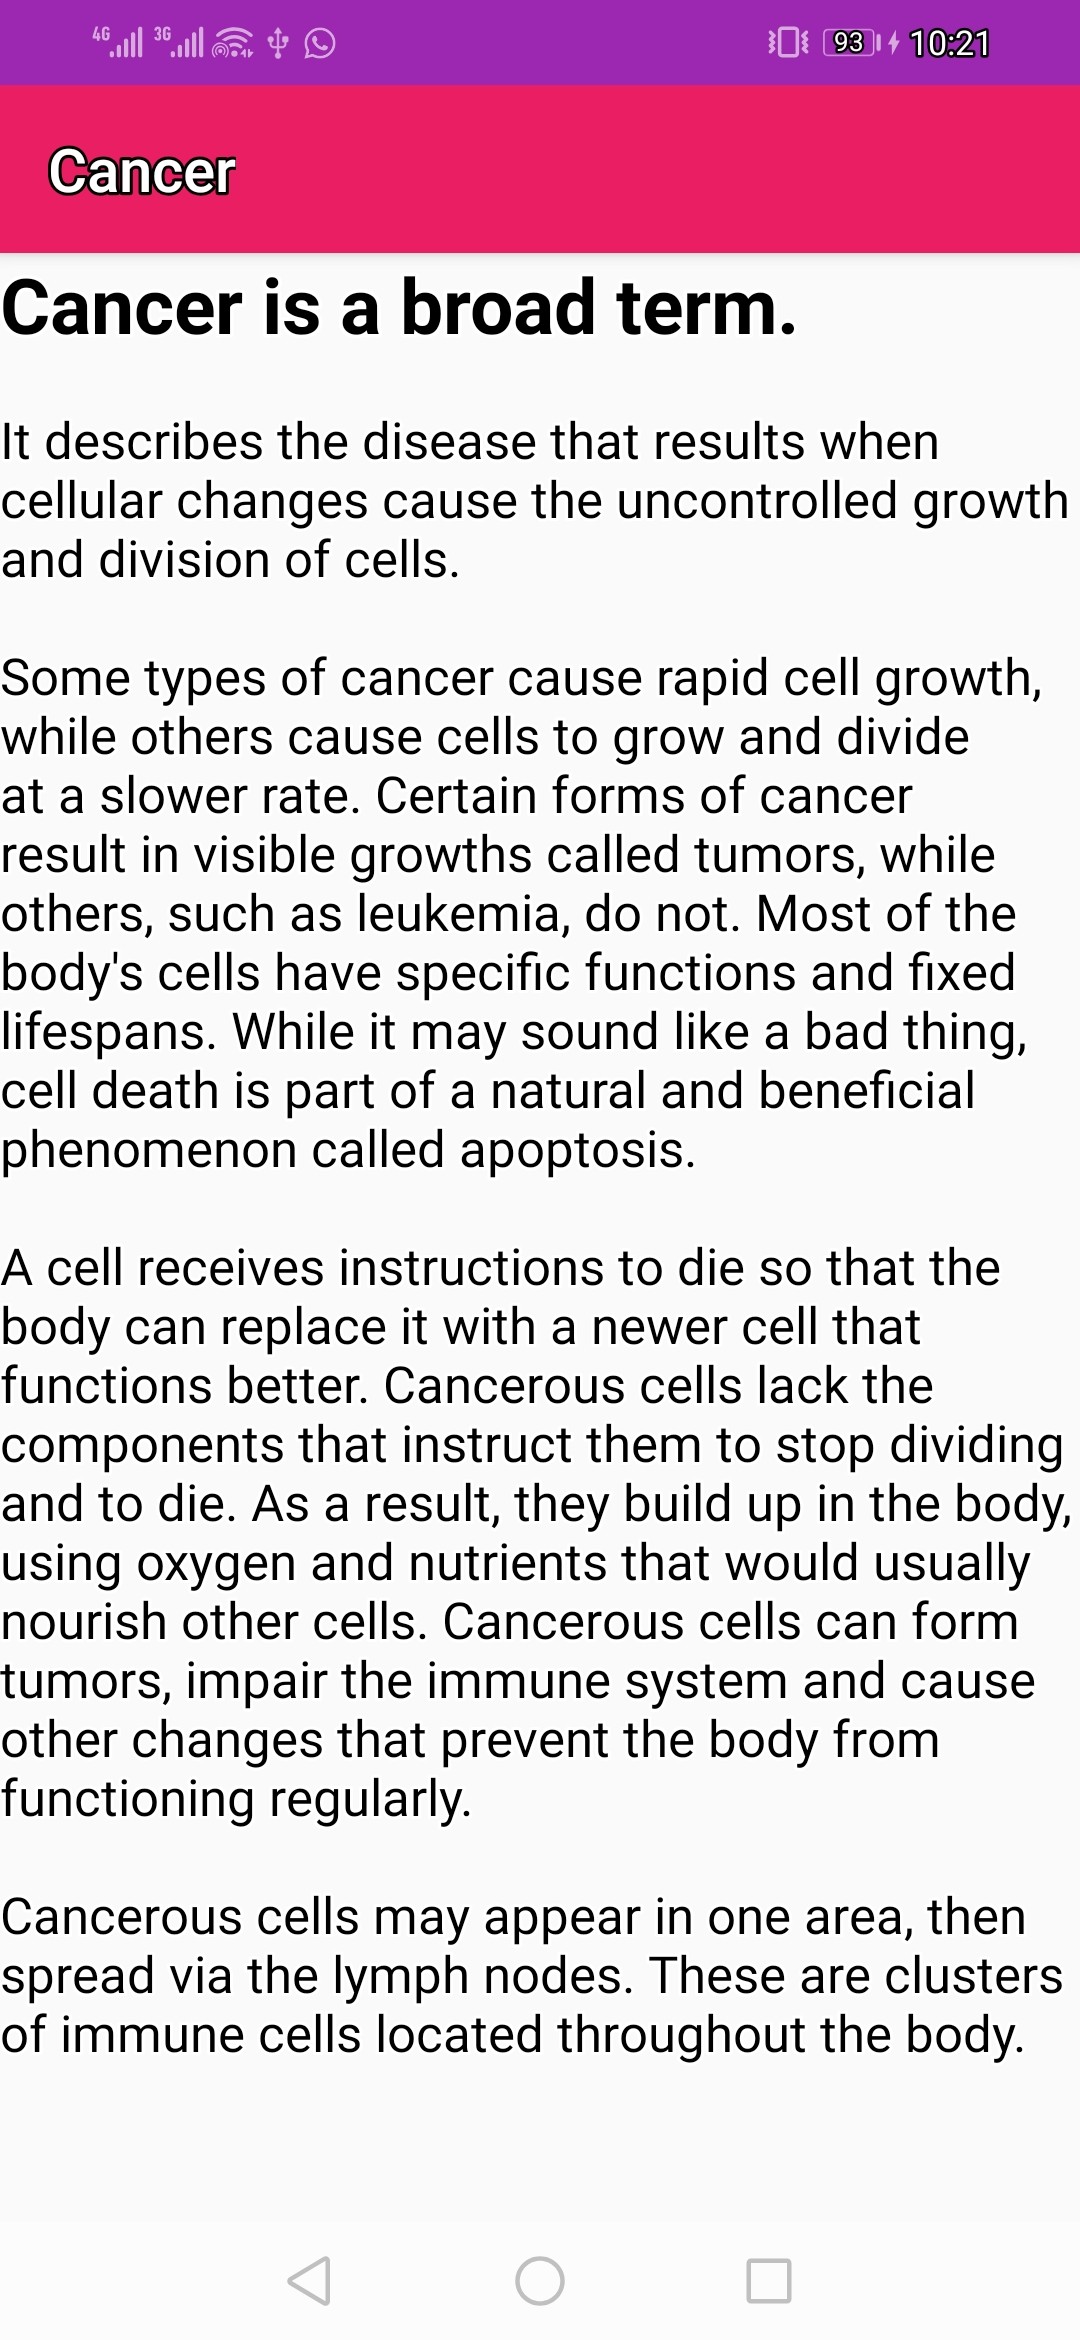 4G 3G 93 10:21
Cancer
Cancer is a broad term.
It describes the disease that results when
cellular changes cause the uncontrolled growth
and division of cells.
Some types of cancer cause rapid cell growth,
while others cause cells to grow and divide
at a slower rate. Certain forms of cancer
result in visible growths called tumors, while
others, such as leukemia, do not. Most of the
body's cells have specific functions and fixed
lifespans. While it may sound like a bad thing,
cell death is part of a natural and beneficial
phenomenon called apoptosis.
A cell receives instructions to die so that the
body can replace it with a newer cell that
functions better. Cancerous cells lack the
components that instruct them to stop dividing
and to die. As a result, they build up in the body,
using oxygen and nutrients that would usually
nourish other cells. Cancerous cells can form
tumors, impair the immune system and cause
other changes that prevent the body from
functioning regularly.
Cancerous cells may appear in one area, then
spread via the lymph nodes. These are clusters
of immune cells located throughout the body.